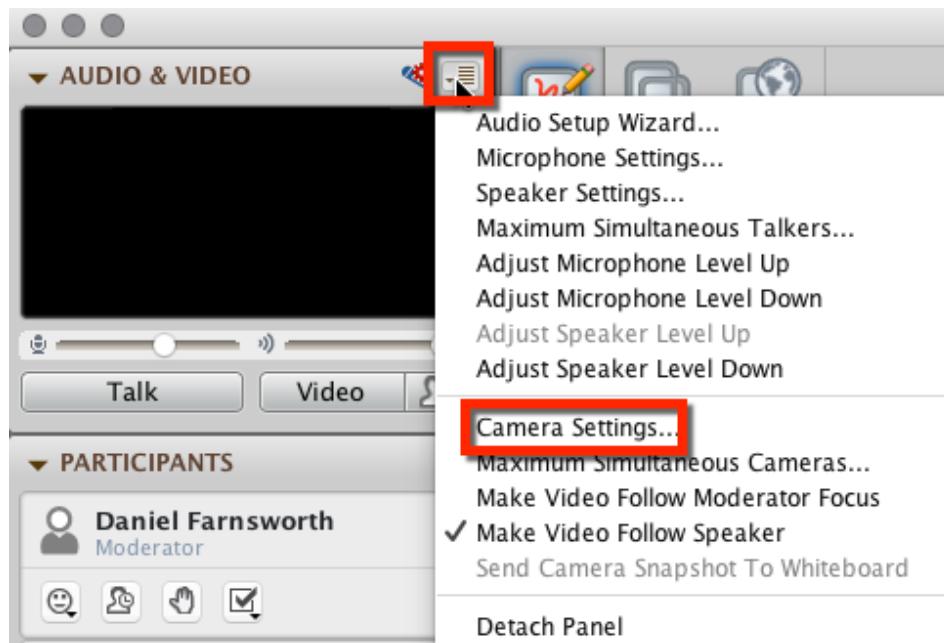 AUDIO & VIDEO
Audio Setup Wizard...
Microphone Settings...
Speaker Settings...
Maximum Simultaneous Talkers...
Adjust Microphone Level Up
Adjust Microphone Level Down
Adjust Speaker Level Up
Adjust Speaker Level Down
Talk
Video
Camera Settings...
Maximum Simultaneous Cameras...
Make Video Follow Moderator Focus
Make Video Follow Speaker
Send Camera Snapshot To Whiteboard
Detach Panel
PARTICIPANTS
Daniel Farnsworth
Moderator